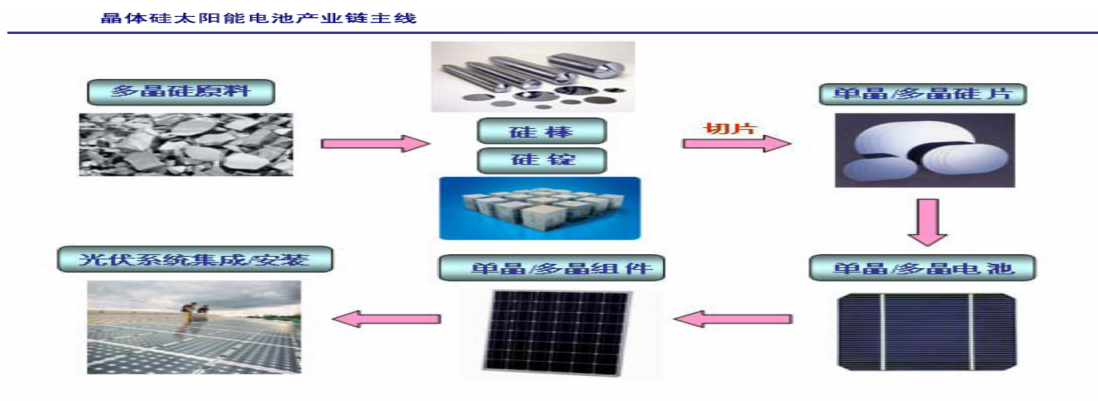 晶体硅太阳能电池产业链主线
多晶硅原料
硅棒
硅锭
切片
单晶/多晶硅片
单晶/多晶电池
单晶/多晶组件
光伏系统集成/安装